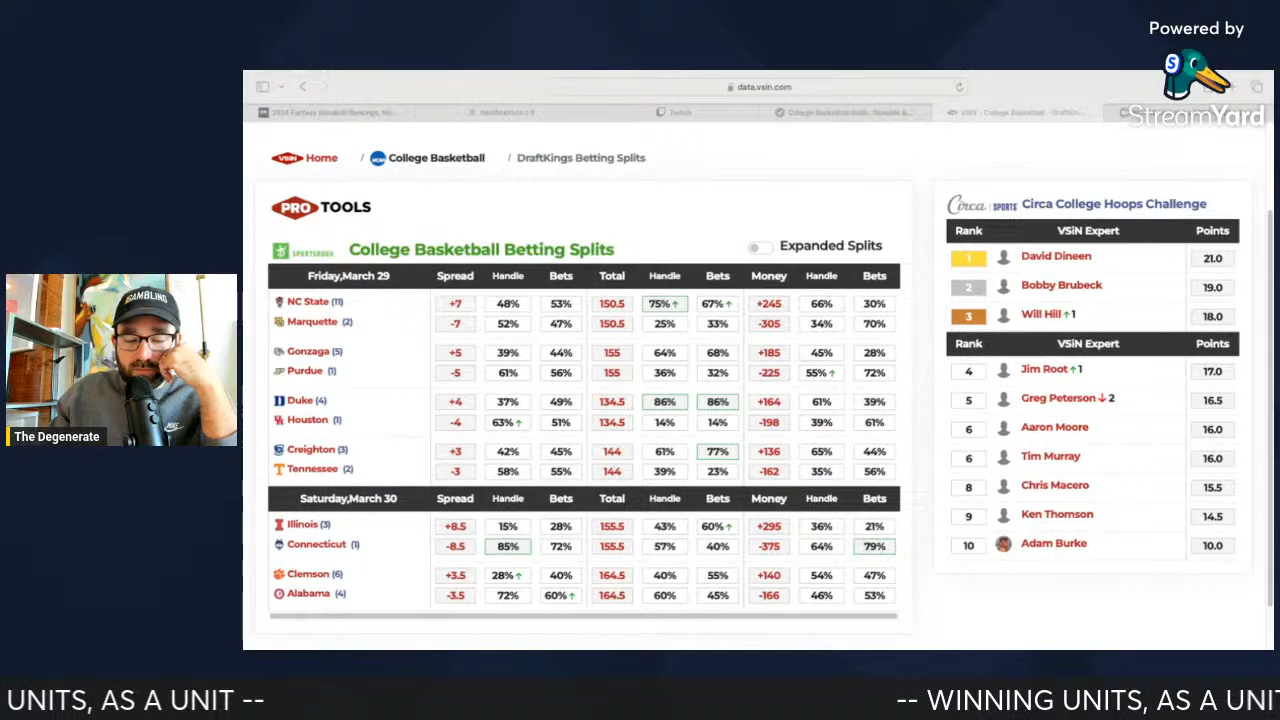 Powered by
StreamYard
data.vsin.com
2024 Fantasy Baseball Rankings, Mo...
Twitch
VSiN Home / College Basketball / DraftKings Betting Splits
PRO TOOLS
SPORTSBOOK College Basketball Betting Splits Expanded Splits
Friday,March 29 Spread Handle Bets Total Handle Bets Money Handle Bets
NC State (11) +7 48% 53% 150.5 75% ↑ 67% ↑ +245 66% 30%
Marquette (2) -7 52% 47% 150.5 25% 33% -305 34% 70%
Gonzaga (5) +5 39% 44% 155 64% 68% +185 45% 28%
Purdue (1) -5 61% 56% 155 36% 32% -225 55% ↑ 72%
Duke (4) +4 37% 49% 134.5 86% 86% +164 61% 39%
Houston (1) -4 63% ↑ 51% 134.5 14% 14% -198 39% 61%
Creighton (3) +3 42% 45% 144 61% 77% +136 65% 44%
Tennessee (2) -3 58% 55% 144 39% 23% -162 35% 56%
Saturday,March 30 Spread Handle Bets Total Handle Bets Money Handle Bets
Illinois (3) +8.5 15% 28% 155.5 43% 60% ↑ +295 36% 21%
Connecticut (1) -8.5 85% 72% 155.5 57% 40% -375 64% 79%
Clemson (6) +3.5 28% ↑ 40% 164.5 40% 55% +140 54% 47%
Alabama (4) -3.5 72% 60% ↑ 164.5 60% 45% -166 46% 53%
Circa SPORTS Circa College Hoops Challenge
Rank VSiN Expert Points
1 David Dineen 21.0
2 Bobby Brubeck 19.0
3 Will Hill ↑ 1 18.0
Rank VSiN Expert Points
4 Jim Root ↑ 1 17.0
5 Greg Peterson ↓ 2 16.5
6 Aaron Moore 16.0
6 Tim Murray 16.0
8 Chris Macero 15.5
9 Ken Thomson 14.5
10 Adam Burke 10.0
GAMBLING
The Degenerate
UNITS, AS A UNIT -- -- WINNING UNITS, AS A UNI